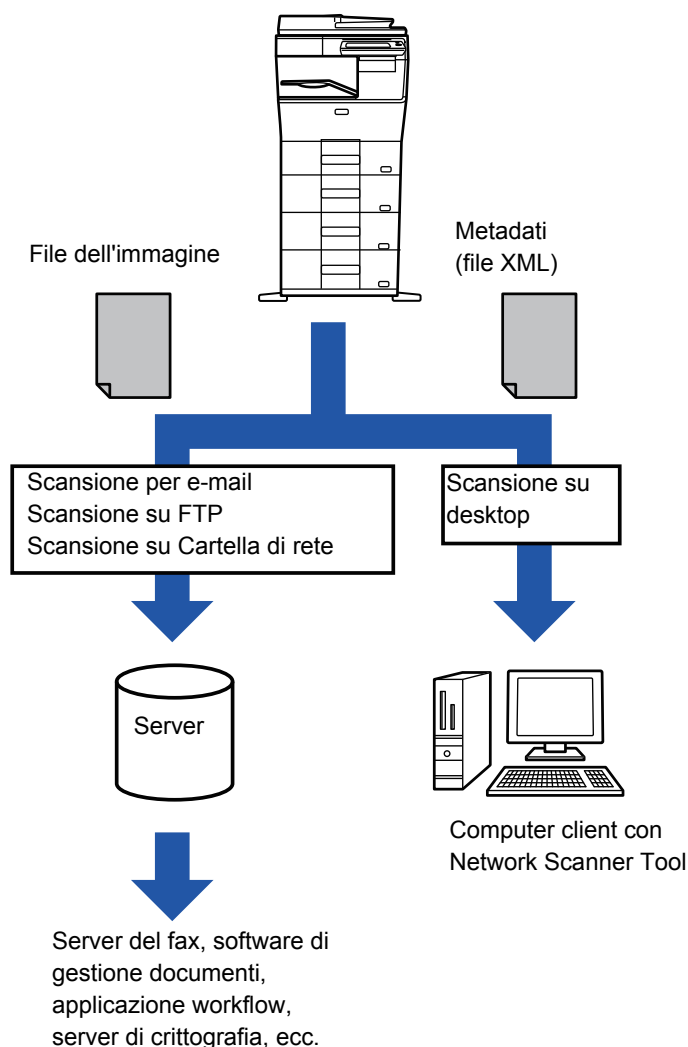 File dell'immagine
Metadati
(file XML)
Scansione per e-mail
Scansione su FTP
Scansione su Cartella di rete
Scansione su
desktop
Server
Computer client con
Network Scanner Tool
Server del fax, software di
gestione documenti,
applicazione workflow,
server di crittografia, ecc.